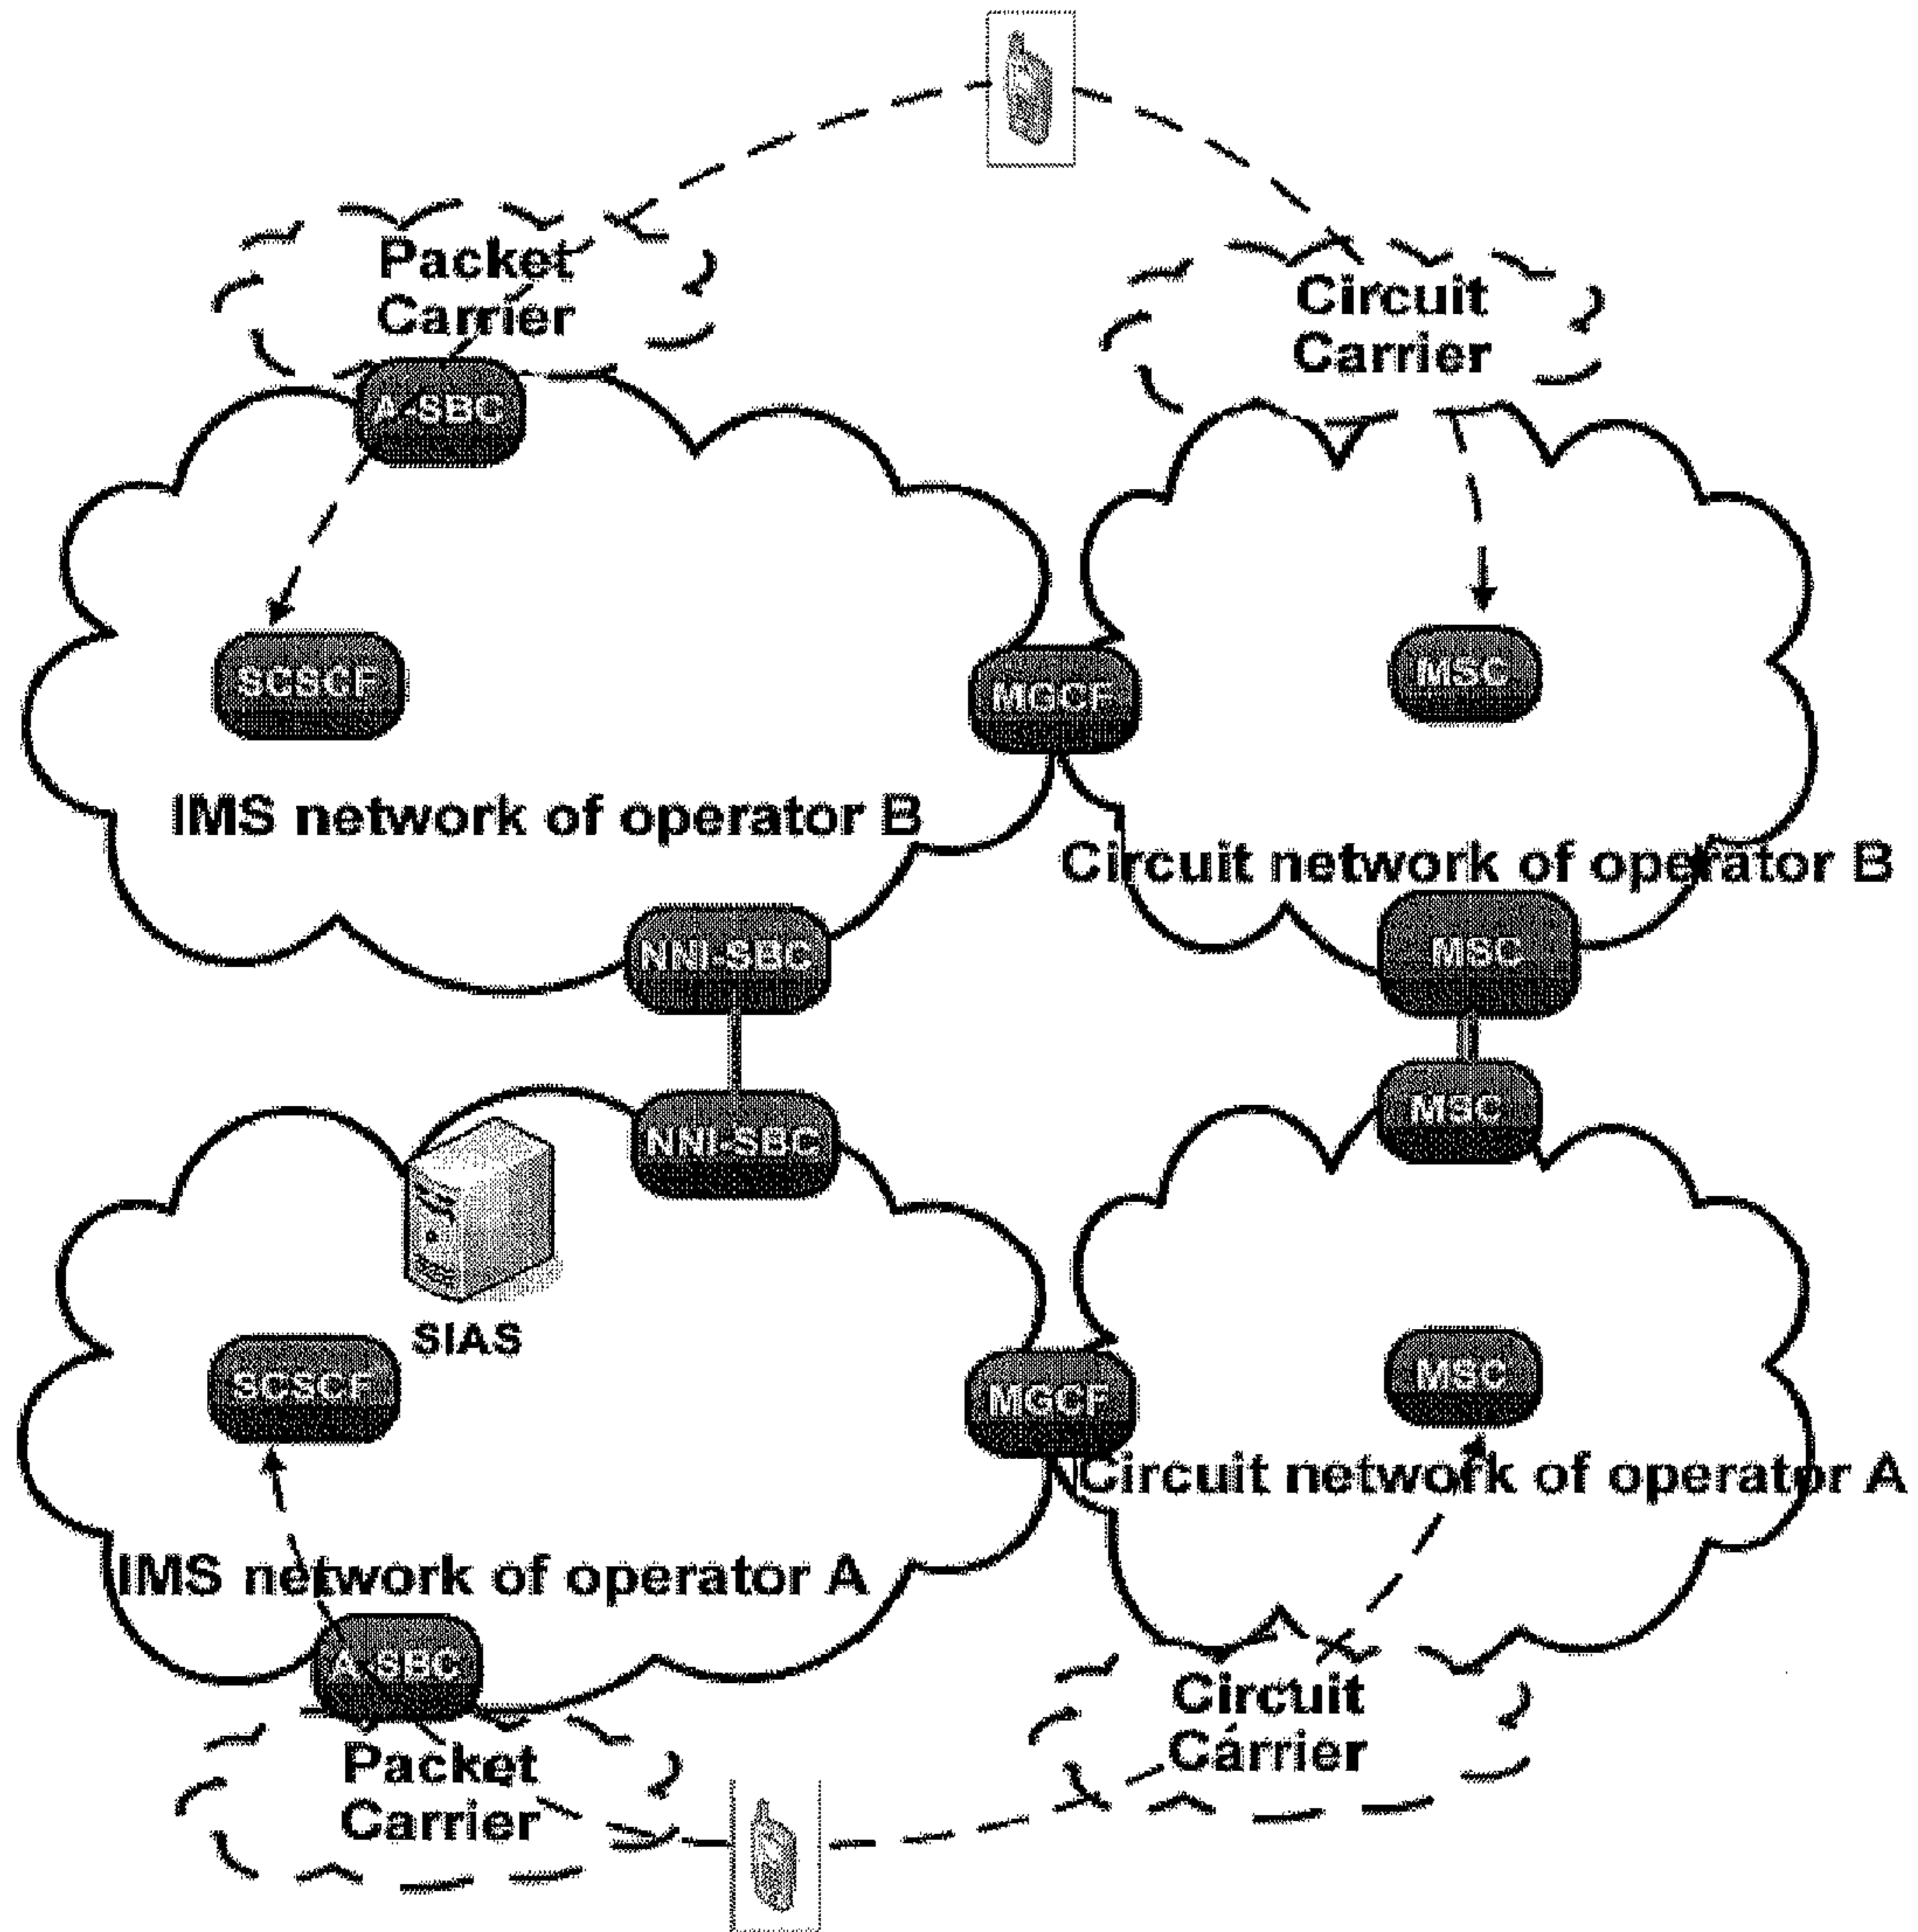 Packet
Carrier
Circuit
Carrier
A-SBC
SCSCF
MGCF
MSC
IMS network of operator B
Circuit network of operator B
NNI-SBC
MSC
MSC
NNI-SBC
SIAS
SCSCF
MGCF
MSC
Circuit network of operator A
IMS network of operator A
A-SBC
Circuit
Carrier
Packet
Carrier